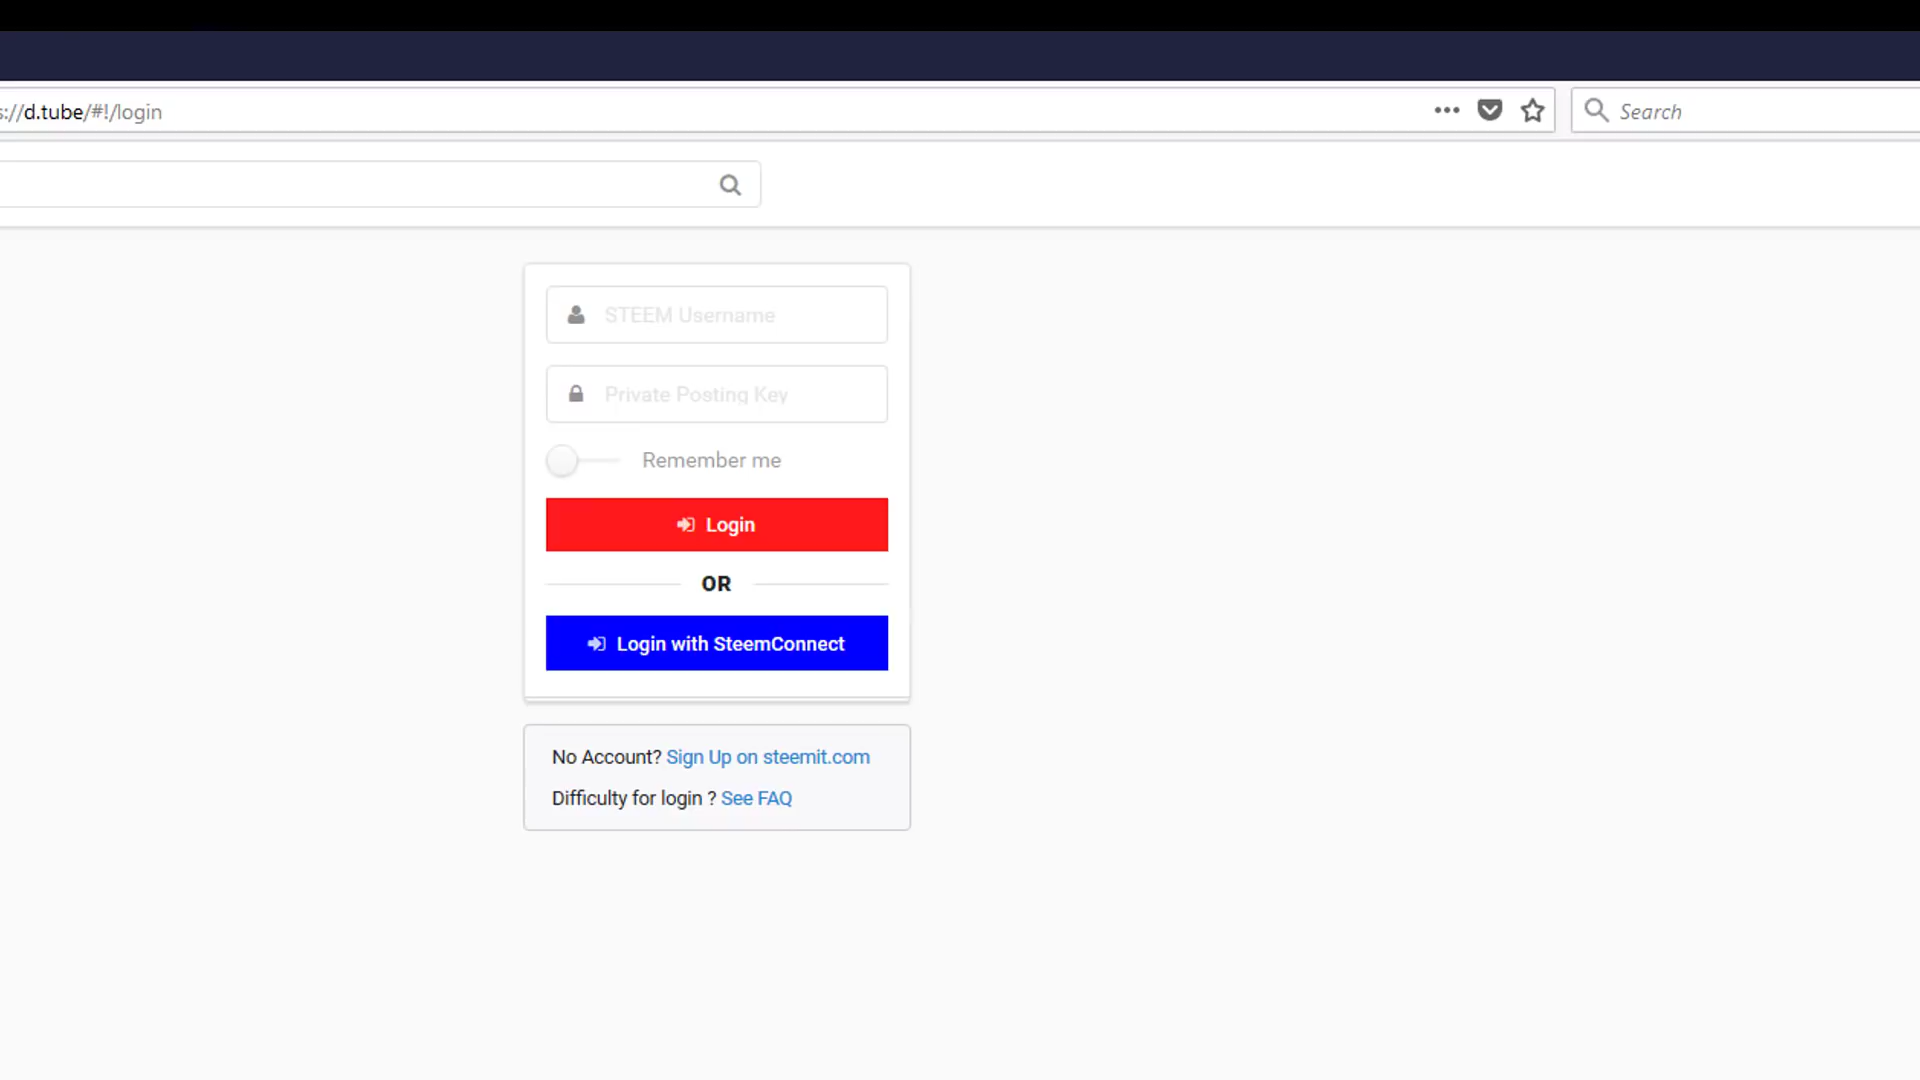 s://d.tube/#!/login
Search
STEEM Username
Private Posting Key
Remember me
Login
OR
Login with SteemConnect
No Account? Sign Up on steemit.com
Difficulty for login ? See FAQ